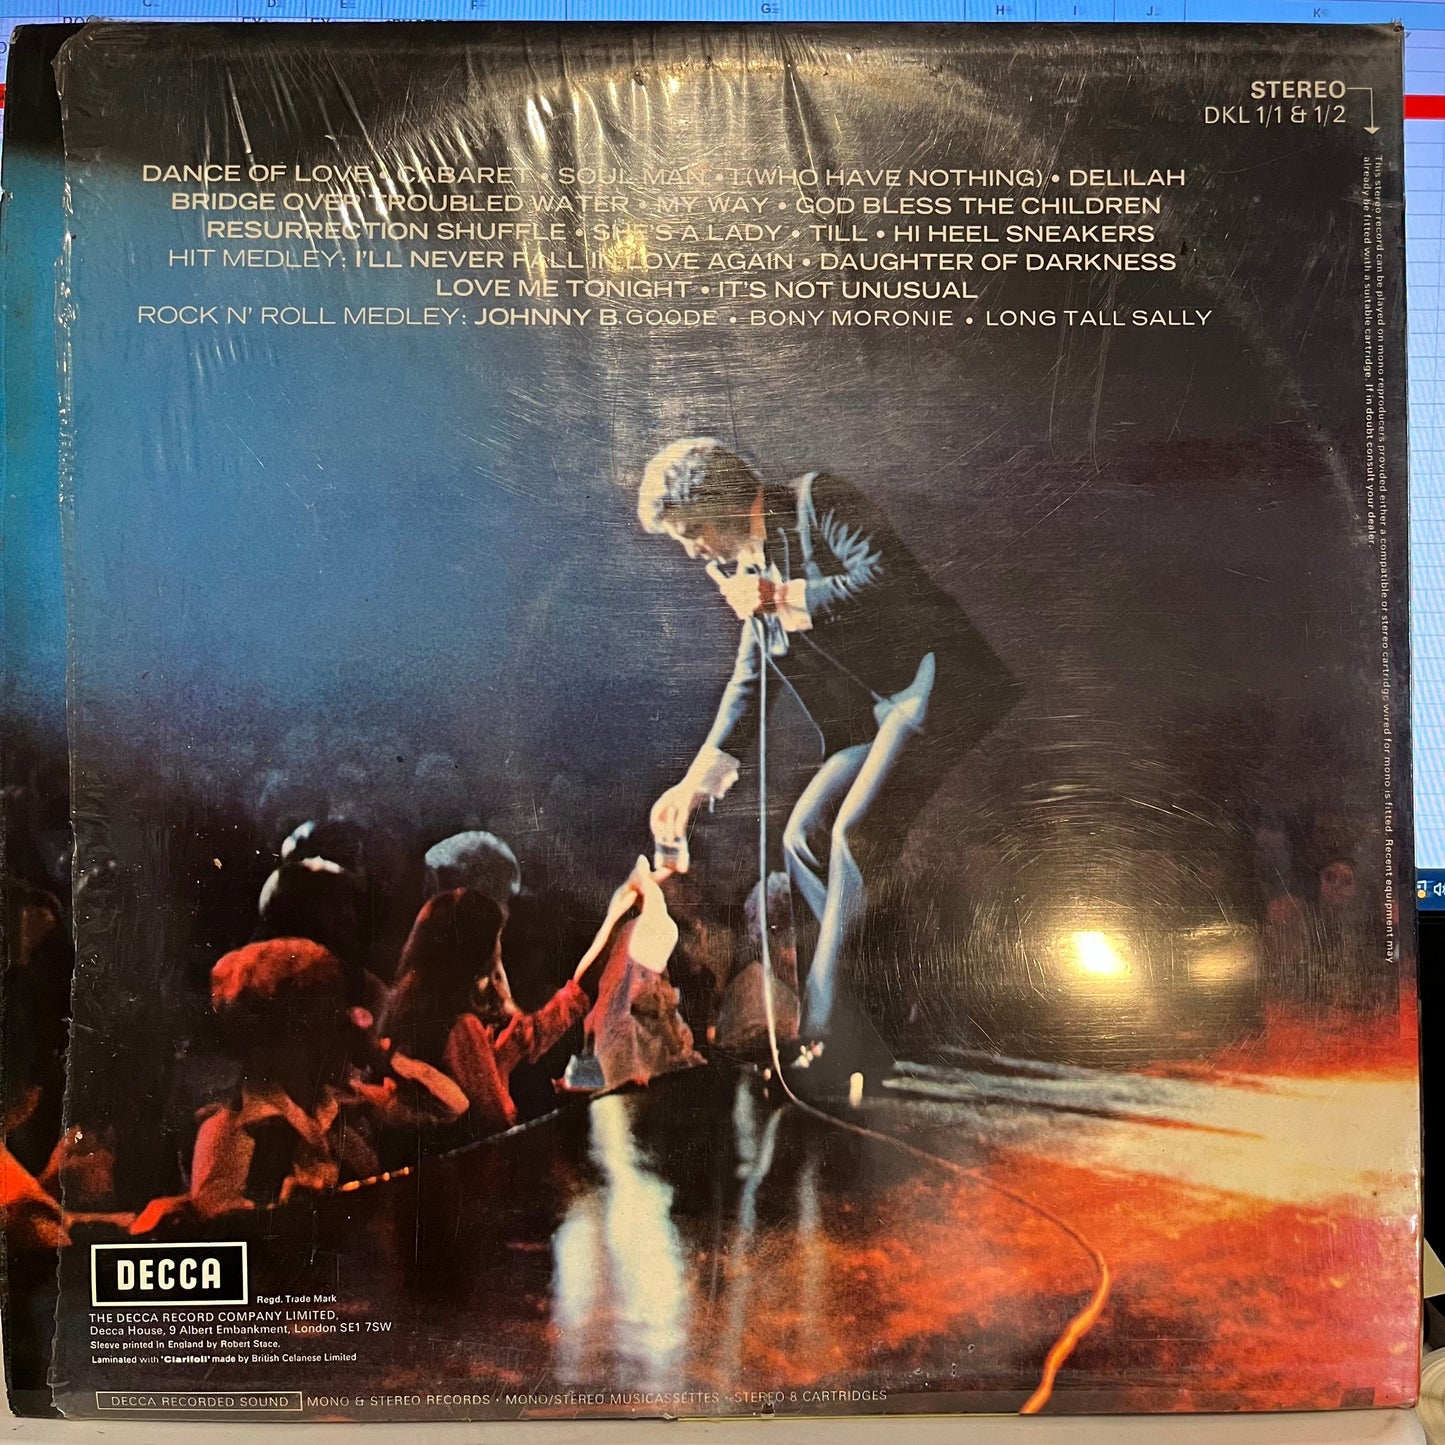 STEREO
DKL 1/1 & 1/2
DANCE OF LOVE • CABARET • SOUL MAN • I (WHO HAVE NOTHING) • DELILAH
BRIDGE OVER TROUBLED WATER • MY WAY • GOD BLESS THE CHILDREN
RESURRECTION SHUFFLE • SHE'S A LADY • TILL • HI HEEL SNEAKERS
HIT MEDLEY: I'LL NEVER FALL IN LOVE AGAIN • DAUGHTER OF DARKNESS
LOVE ME TONIGHT • IT'S NOT UNUSUAL
ROCK N' ROLL MEDLEY: JOHNNY B. GOODE • BONY MORONIE • LONG TALL SALLY
This stereo record can be played on mono reproducers provided either a compatible or stereo cartridge wired for mono is fitted. Recent equipment may
already be fitted with a suitable cartridge. If in doubt consult your dealer.
DECCA
Regd. Trade Mark
THE DECCA RECORD COMPANY LIMITED,
Decca House, 9 Albert Embankment, London SE1 7SW
Sleeve printed in England by Robert Stace.
Laminated with 'Clarifoil' made by British Celanese Limited
DECCA RECORDED SOUND MONO & STEREO RECORDS · MONO/STEREO MUSICASSETTES · STEREO 8 CARTRIDGES